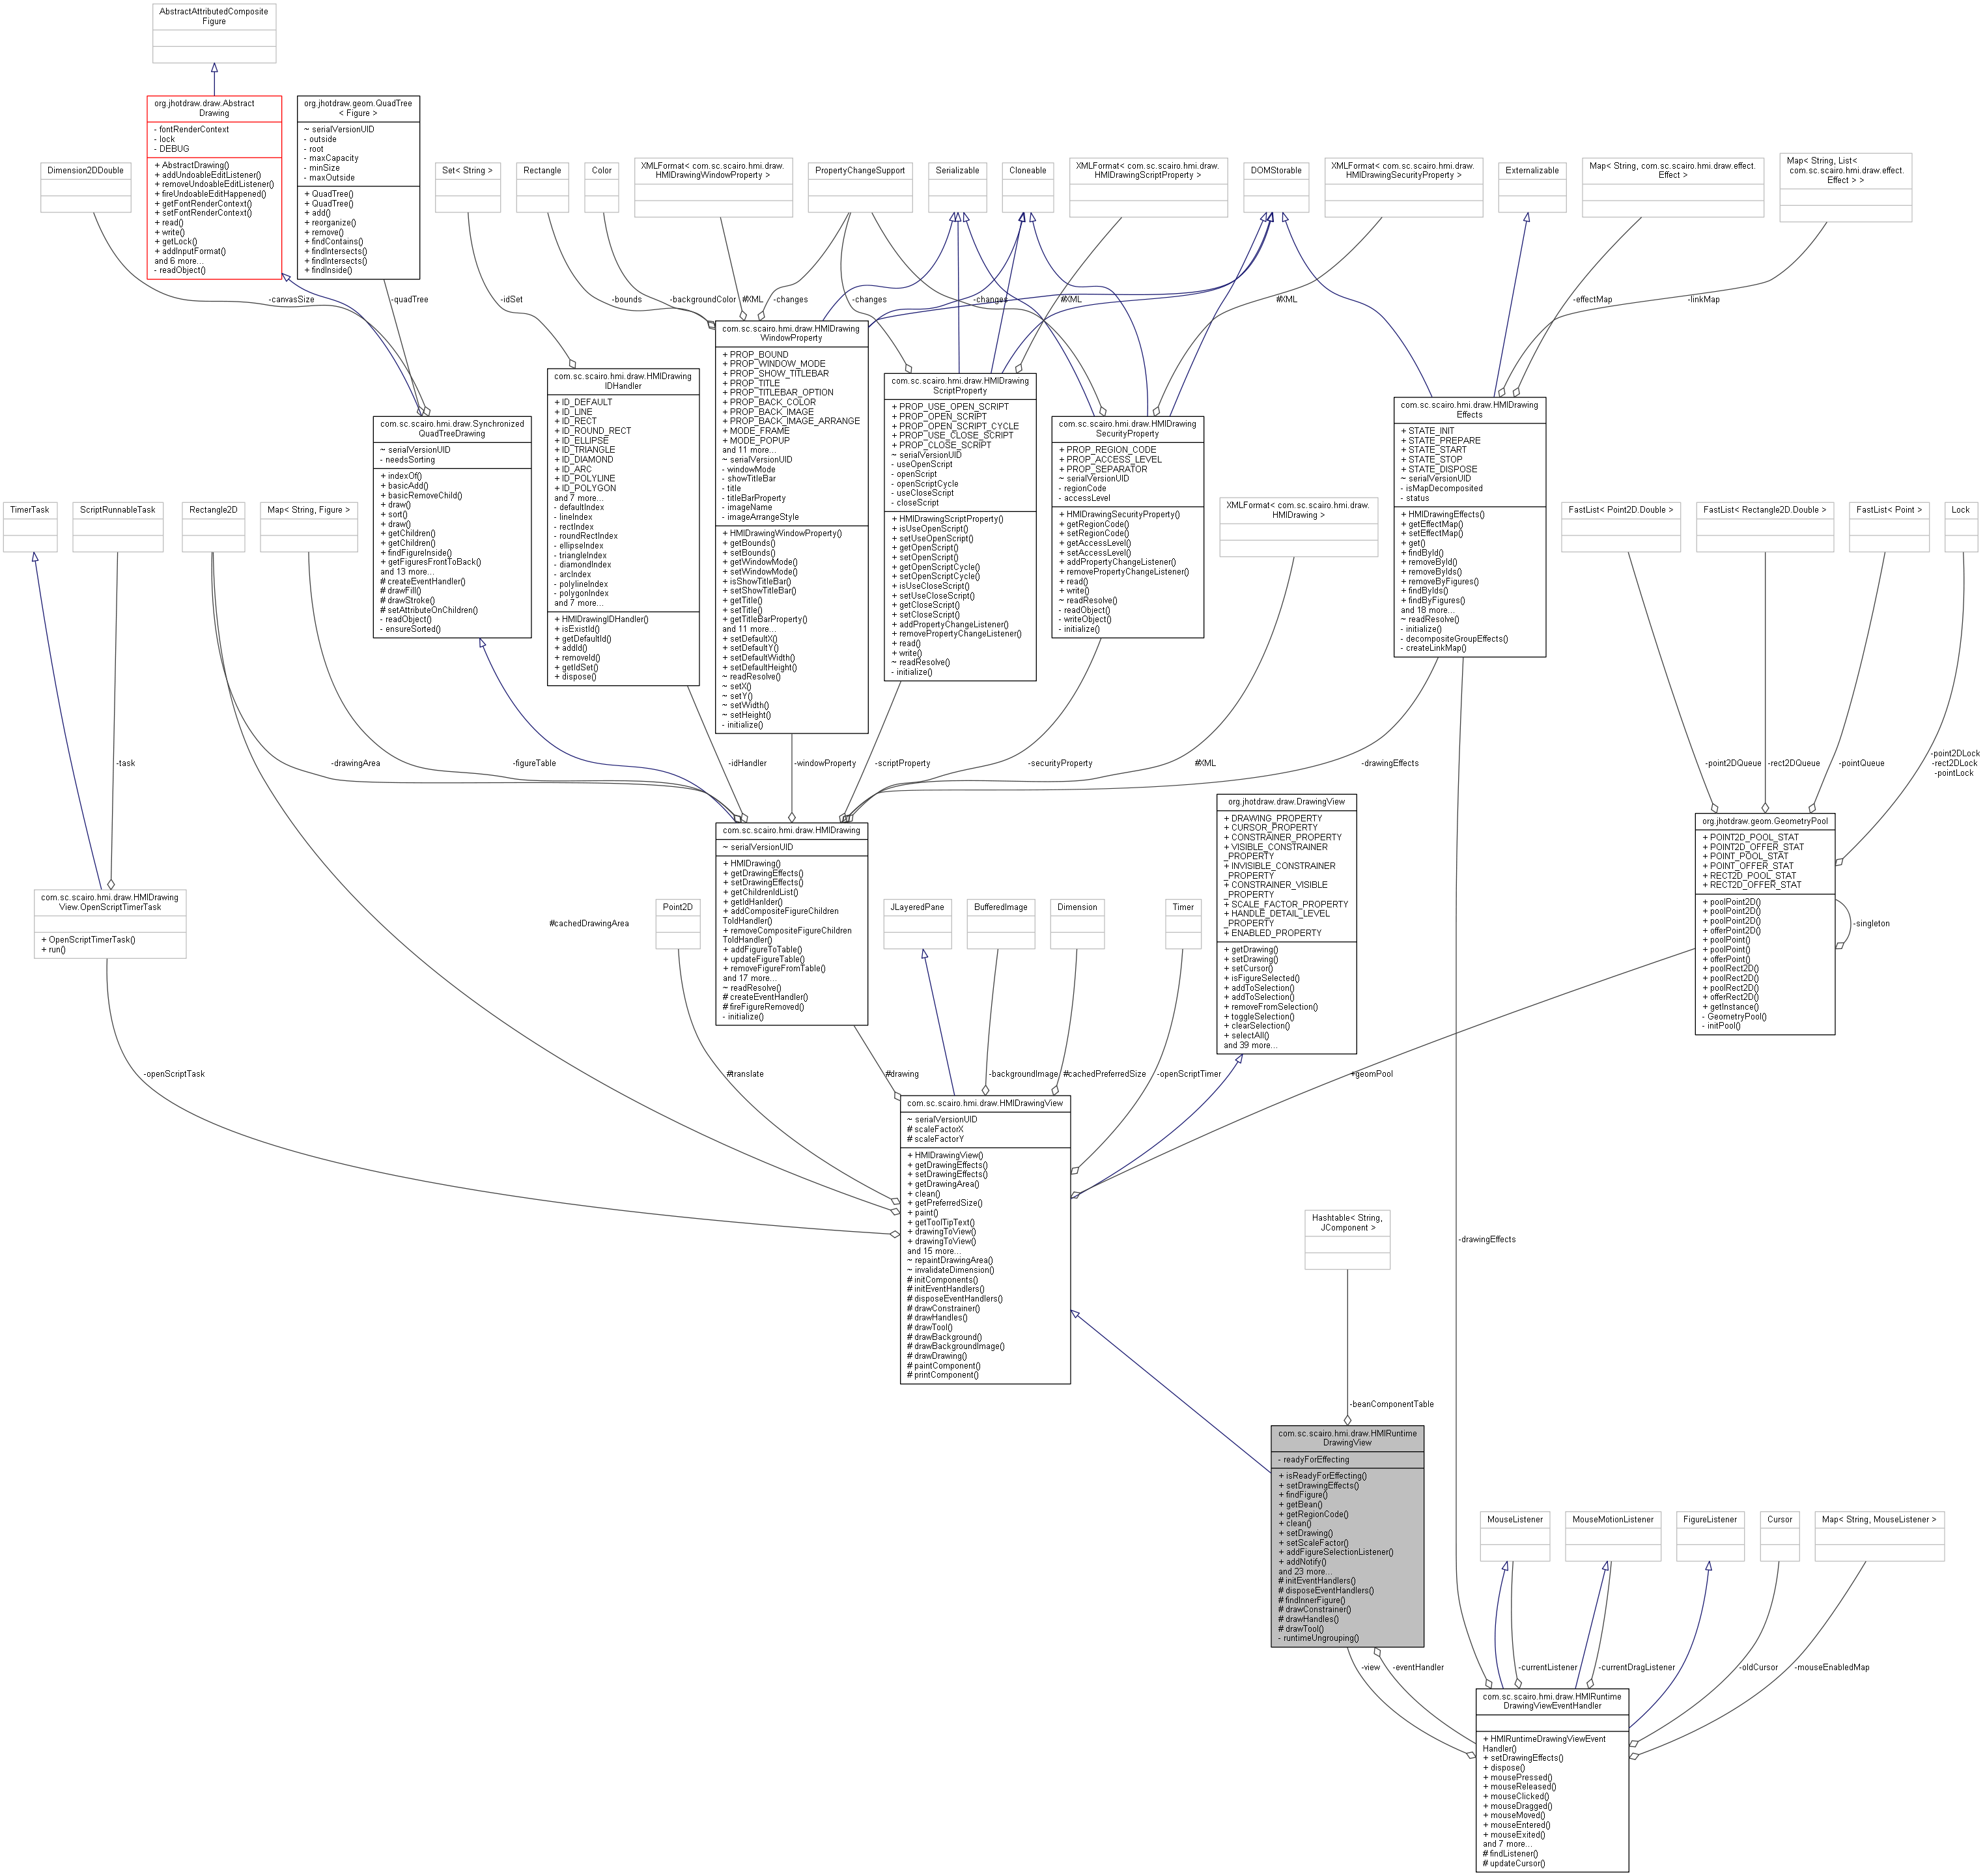 AbstractAttributedComposite
Figure
org.jhotdraw.draw.Abstract
Drawing
- fontRenderContext
- lock
- DEBUG
+ AbstractDrawing()
+ addUndoableEditListener()
+ removeUndoableEditListener()
+ fireUndoableEditHappened()
+ getFontRenderContext()
+ setFontRenderContext()
+ read()
+ write()
+ getLock()
+ addInputFormat()
and 6 more...
- readObject()
org.jhotdraw.geom.QuadTree
< Figure >
~ serialVersionUID
- outside
- root
- maxCapacity
- minSize
- maxOutside
+ QuadTree()
+ QuadTree()
+ add()
+ reorganize()
+ remove()
+ findContains()
+ findIntersects()
+ findIntersects()
+ findInside()
Dimension2DDouble
Set< String >
Rectangle
Color
XMLFormat< com.sc.scairo.hmi.draw.
HMIDrawingWindowProperty >
PropertyChangeSupport
Serializable
Cloneable
XMLFormat< com.sc.scairo.hmi.draw.
HMIDrawingScriptProperty >
DOMStorable
XMLFormat< com.sc.scairo.hmi.draw.
HMIDrawingSecurityProperty >
Externalizable
Map< String, com.sc.scairo.hmi.draw.effect.
Effect >
Map< String, List<
com.sc.scairo.hmi.draw.effect.
Effect > >
-canvasSize
-quadTree
-idSet
-bounds
-backgroundColor
#XML
-changes
-changes
-changes
#XML
#XML
-effectMap
-linkMap
com.sc.scairo.hmi.draw.Synchronized
QuadTreeDrawing
~ serialVersionUID
- needsSorting
+ indexOf()
+ basicAdd()
+ basicRemoveChild()
+ draw()
+ sort()
+ draw()
+ getChildren()
+ getChildren()
+ findFigureInside()
+ getFiguresFrontToBack()
and 13 more...
# createEventHandler()
# drawFill()
# drawStroke()
# setAttributeOnChildren()
- readObject()
- ensureSorted()
com.sc.scairo.hmi.draw.HMIDrawing
IDHandler
+ ID_DEFAULT
+ ID_LINE
+ ID_RECT
+ ID_ROUND_RECT
+ ID_ELLIPSE
+ ID_TRIANGLE
+ ID_DIAMOND
+ ID_ARC
+ ID_POLYLINE
+ ID_POLYGON
and 7 more...
- defaultIndex
- lineIndex
- rectIndex
- roundRectIndex
- ellipseIndex
- triangleIndex
- diamondIndex
- arcIndex
- polylineIndex
- polygonIndex
and 7 more...
+ HMIDrawingIDHandler()
+ isExistId()
+ getDefaultId()
+ addId()
+ removeId()
+ getIdSet()
+ dispose()
com.sc.scairo.hmi.draw.HMIDrawing
WindowProperty
+ PROP_BOUND
+ PROP_WINDOW_MODE
+ PROP_SHOW_TITLEBAR
+ PROP_TITLE
+ PROP_TITLEBAR_OPTION
+ PROP_BACK_COLOR
+ PROP_BACK_IMAGE
+ PROP_BACK_IMAGE_ARRANGE
+ MODE_FRAME
+ MODE_POPUP
and 11 more...
~ serialVersionUID
- windowMode
- showTitleBar
- title
- titleBarProperty
- imageName
- imageArrangeStyle
+ HMIDrawingWindowProperty()
+ getBounds()
+ setBounds()
+ getWindowMode()
+ setWindowMode()
+ isShowTitleBar()
+ setShowTitleBar()
+ getTitle()
+ setTitle()
+ getTitleBarProperty()
and 11 more...
+ setDefaultX()
+ setDefaultY()
+ setDefaultWidth()
+ setDefaultHeight()
~ readResolve()
~ setX()
~ setY()
~ setWidth()
~ setHeight()
- initialize()
com.sc.scairo.hmi.draw.HMIDrawing
ScriptProperty
+ PROP_USE_OPEN_SCRIPT
+ PROP_OPEN_SCRIPT
+ PROP_OPEN_SCRIPT_CYCLE
+ PROP_USE_CLOSE_SCRIPT
+ PROP_CLOSE_SCRIPT
~ serialVersionUID
- useOpenScript
- openScript
- openScriptCycle
- useCloseScript
- closeScript
+ HMIDrawingScriptProperty()
+ isUseOpenScript()
+ setUseOpenScript()
+ getOpenScript()
+ setOpenScript()
+ getOpenScriptCycle()
+ setOpenScriptCycle()
+ isUseCloseScript()
+ setUseCloseScript()
+ getCloseScript()
+ setCloseScript()
+ addPropertyChangeListener()
+ removePropertyChangeListener()
+ read()
+ write()
~ readResolve()
- initialize()
com.sc.scairo.hmi.draw.HMIDrawing
SecurityProperty
+ PROP_REGION_CODE
+ PROP_ACCESS_LEVEL
+ PROP_SEPARATOR
~ serialVersionUID
- regionCode
- accessLevel
+ HMIDrawingSecurityProperty()
+ getRegionCode()
+ setRegionCode()
+ getAccessLevel()
+ setAccessLevel()
+ addPropertyChangeListener()
+ removePropertyChangeListener()
+ read()
+ write()
~ readResolve()
- readObject()
- writeObject()
- initialize()
com.sc.scairo.hmi.draw.HMIDrawing
Effects
+ STATE_INIT
+ STATE_PREPARE
+ STATE_START
+ STATE_STOP
+ STATE_DISPOSE
~ serialVersionUID
- isMapDecomposited
- status
+ HMIDrawingEffects()
+ getEffectMap()
+ setEffectMap()
+ get()
+ findById()
+ removeById()
+ removeByIds()
+ removeByFigures()
+ findByIds()
+ findByFigures()
and 18 more...
~ readResolve()
- initialize()
- decompositeGroupEffects()
- createLinkMap()
TimerTask
ScriptRunnableTask
Rectangle2D
Map< String, Figure >
XMLFormat< com.sc.scairo.hmi.draw.
HMIDrawing >
FastList< Point2D.Double >
FastList< Rectangle2D.Double >
FastList< Point >
Lock
-task
-drawingArea
-figureTable
-idHandler
-windowProperty
-scriptProperty
-securityProperty
#XML
-drawingEffects
-point2DQueue
-rect2DQueue
-pointQueue
-point2DLock
-rect2DLock
-pointLock
com.sc.scairo.hmi.draw.HMIDrawing
~ serialVersionUID
+ HMIDrawing()
+ getDrawingEffects()
+ setDrawingEffects()
+ getChildrenIdList()
+ getIdHanlder()
+ addCompositeFigureChildren
ToIdHandler()
+ removeCompositeFigureChildren
ToIdHandler()
+ addFigureToTable()
+ updateFigureTable()
+ removeFigureFromTable()
and 17 more...
~ readResolve()
# createEventHandler()
# fireFigureRemoved()
- initialize()
org.jhotdraw.draw.DrawingView
+ DRAWING_PROPERTY
+ CURSOR_PROPERTY
+ CONSTRAINER_PROPERTY
+ VISIBLE_CONSTRAINER
_PROPERTY
+ INVISIBLE_CONSTRAINER
_PROPERTY
+ CONSTRAINER_VISIBLE
_PROPERTY
+ SCALE_FACTOR_PROPERTY
+ HANDLE_DETAIL_LEVEL
_PROPERTY
+ ENABLED_PROPERTY
+ getDrawing()
+ setDrawing()
+ setCursor()
+ isFigureSelected()
+ addToSelection()
+ addToSelection()
+ removeFromSelection()
+ toggleSelection()
+ clearSelection()
+ selectAll()
and 39 more...
org.jhotdraw.geom.GeometryPool
+ POINT2D_POOL_STAT
+ POINT2D_OFFER_STAT
+ POINT_POOL_STAT
+ POINT_OFFER_STAT
+ RECT2D_POOL_STAT
+ RECT2D_OFFER_STAT
+ poolPoint2D()
+ poolPoint2D()
+ poolPoint2D()
+ offerPoint2D()
+ poolPoint()
+ poolPoint()
+ offerPoint()
+ poolRect2D()
+ poolRect2D()
+ poolRect2D()
+ offerRect2D()
+ getInstance()
- GeometryPool()
- initPool()
-singleton
com.sc.scairo.hmi.draw.HMIDrawing
View.OpenScriptTimerTask
+ OpenScriptTimerTask()
+ run()
#cachedDrawingArea
Point2D
JLayeredPane
BufferedImage
Dimension
Timer
-openScriptTask
#translate
#drawing
-backgroundImage
#cachedPreferredSize
-openScriptTimer
+geomPool
com.sc.scairo.hmi.draw.HMIDrawingView
~ serialVersionUID
# scaleFactorX
# scaleFactorY
+ HMIDrawingView()
+ getDrawingEffects()
+ setDrawingEffects()
+ getDrawingArea()
+ clean()
+ getPreferredSize()
+ paint()
+ getToolTipText()
+ drawingToView()
+ drawingToView()
and 15 more...
~ repaintDrawingArea()
~ invalidateDimension()
# initComponents()
# initEventHandlers()
# disposeEventHandlers()
# drawConstrainer()
# drawHandles()
# drawTool()
# drawBackground()
# drawBackgroundImage()
# drawDrawing()
# paintComponent()
# printComponent()
Hashtable< String,
JComponent >
-drawingEffects
-beanComponentTable
com.sc.scairo.hmi.draw.HMIRuntime
DrawingView
- readyForEffecting
+ isReadyForEffecting()
+ setDrawingEffects()
+ findFigure()
+ getBean()
+ getRegionCode()
+ clean()
+ setDrawing()
+ setScaleFactor()
+ addFigureSelectionListener()
+ addNotify()
and 23 more...
# initEventHandlers()
# disposeEventHandlers()
# findInnerFigure()
# drawConstrainer()
# drawHandles()
# drawTool()
- runtimeUngrouping()
MouseListener
MouseMotionListener
FigureListener
Cursor
Map< String, MouseListener >
-view
-eventHandler
-currentListener
-currentDragListener
-oldCursor
-mouseEnabledMap
com.sc.scairo.hmi.draw.HMIRuntime
DrawingViewEventHandler
+ HMIRuntimeDrawingViewEvent
Handler()
+ setDrawingEffects()
+ dispose()
+ mousePressed()
+ mouseReleased()
+ mouseClicked()
+ mouseDragged()
+ mouseMoved()
+ mouseEntered()
+ mouseExited()
and 7 more...
# findListener()
# updateCursor()